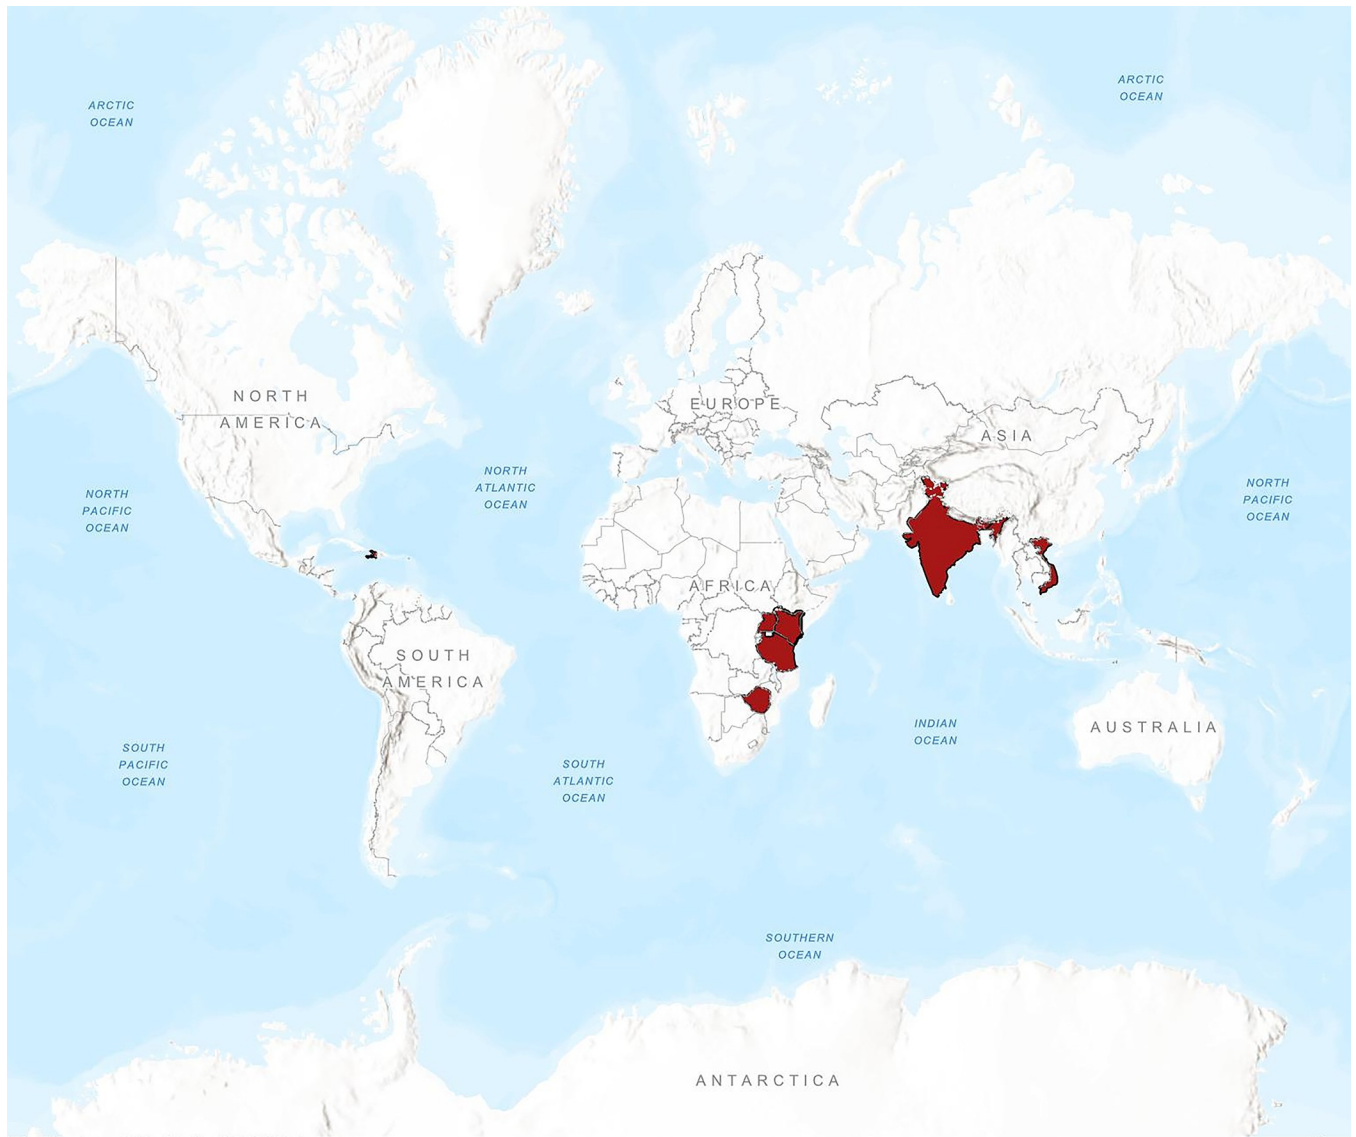 ARCTIC
OCEAN
ARCTIC
OCEAN
NORTH
AMERICA
EUROPE
ASIA
NORTH
PACIFIC
OCEAN
NORTH
ATLANTIC
OCEAN
NORTH
PACIFIC
OCEAN
AFRICA
SOUTH
AMERICA
SOUTH
PACIFIC
OCEAN
SOUTH
ATLANTIC
OCEAN
INDIAN
OCEAN
AUSTRALIA
SOUTHERN
OCEAN
ANTARCTICA